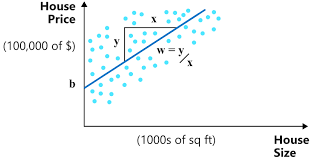 House
Price
(100,000 of $)
x
y
w = y/x
b
(1000s of sq ft)
House
Size